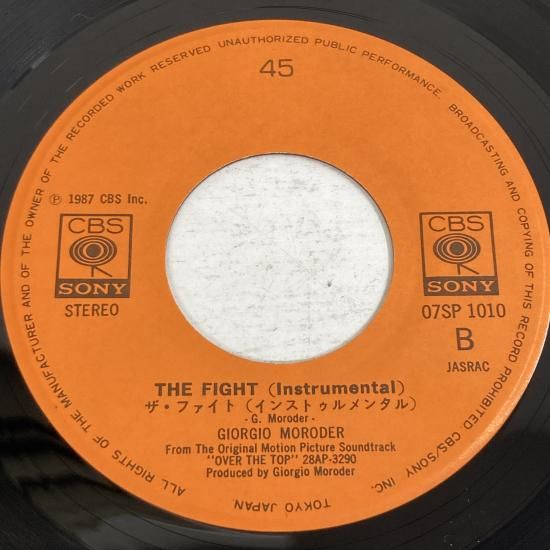 ALL RIGHTS OF THE MANUFACTURER AND OF THE OWNER OF THE RECORDED WORK RESERVED UNAUTHORIZED PUBLIC PERFORMANCE. BROADCASTING AND COPYING OF THIS RECORD PROHIBITED CBS/SONY INC.
TOKYO JAPAN
45
℗ 1987 CBS Inc.
CBS
SONY
STEREO
CBS
SONY
07SP 1010
B
JASRAC
THE FIGHT (Instrumental)
ザ・ファイト (インストゥルメンタル)
- G. Moroder -
GIORGIO MORODER
From The Original Motion Picture Soundtrack
"OVER THE TOP" 28AP-3290
Produced by Giorgio Moroder